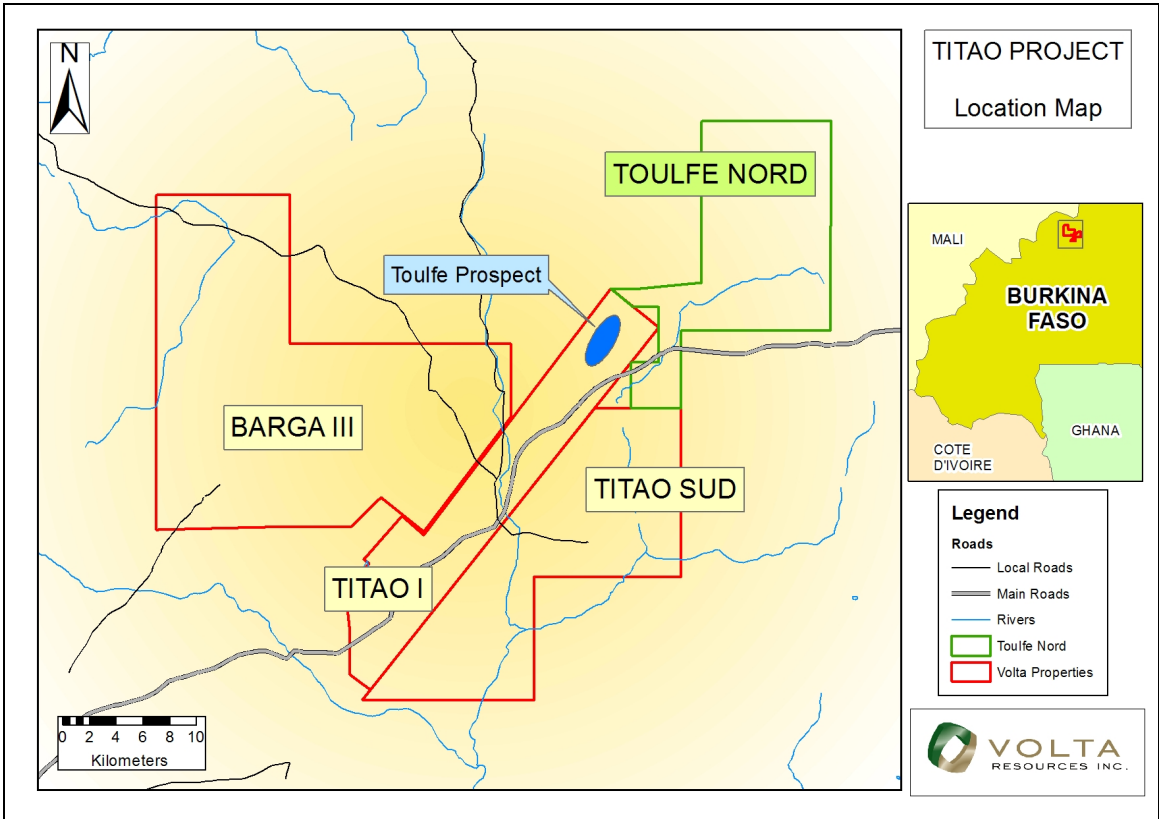 N
TITAO PROJECT
Location Map
TOULFE NORD
Toulfe Prospect
BARGA III
TITAO SUD
TITAO I
0 2 4 6 8 10
Kilometers
MALI
BURKINA
FASO
GHANA
COTE
D'IVOIRE
Legend
Roads
Local Roads
Main Roads
Rivers
Toulfe Nord
Volta Properties
VOLTA
RESOURCES INC.